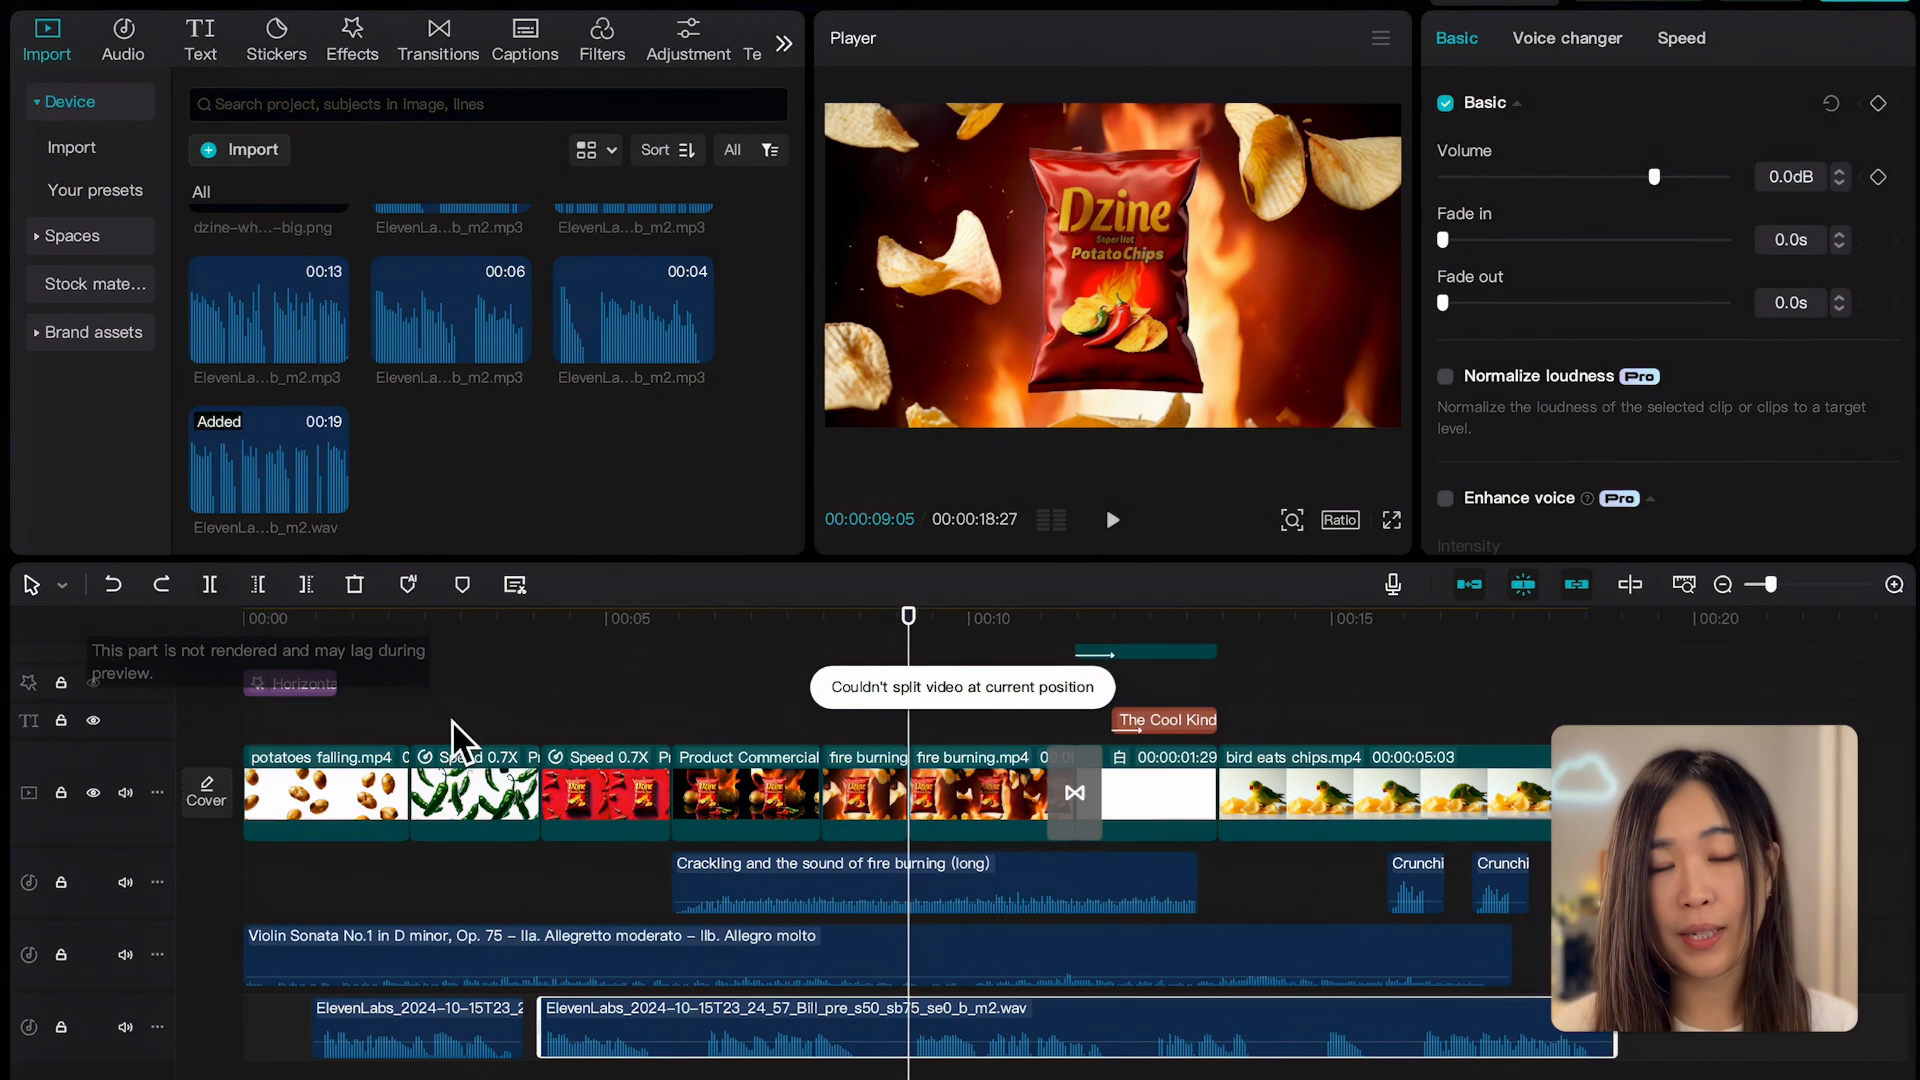 Import
Audio
Text
Stickers
Effects
Transitions
Captions
Filters
Adjustment
Te
Device
Import
Your presets
Spaces
Stock mate...
Brand assets
Search project, subjects in image, lines
Import
Sort
All
All
dzine-wh...-big.png
ElevenLa...b_m2.mp3
ElevenLa...b_m2.mp3
00:13
00:06
00:04
ElevenLa...b_m2.mp3
ElevenLa...b_m2.mp3
ElevenLa...b_m2.mp3
Added
00:19
ElevenLa...b_m2.wav
Player
Dzine
Super Hot
Potato Chips
00:00:09:05
00:00:18:27
Ratio
Basic
Voice changer
Speed
Basic
Volume
0.0dB
Fade in
0.0s
Fade out
0.0s
Normalize loudness Pro
Normalize the loudness of the selected clip or clips to a target
level.
Enhance voice Pro
Intensity
00:00
00:05
00:10
00:15
00:20
This part is not rendered and may lag during
preview.
Horizonta
Couldn't split video at current position
TI
The Cool Kind
Cover
potatoes falling.mp4
Speed 0.7X
Speed 0.7X
Product Commercial
fire burning
fire burning.mp4
白 00:00:01:29
bird eats chips.mp4 00:00:05:03
Crackling and the sound of fire burning (long)
Crunchi
Crunchi
Violin Sonata No.1 in D minor, Op. 75 – IIa. Allegretto moderato – IIb. Allegro molto
ElevenLabs_2024-10-15T23_2
ElevenLabs_2024-10-15T23_24_57_Bill_pre_s50_sb75_se0_b_m2.wav